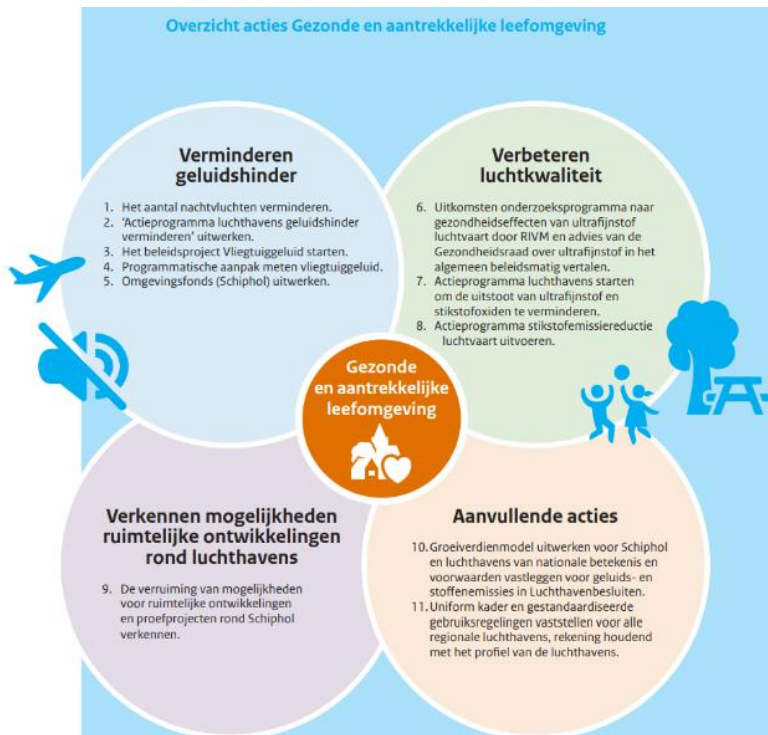 Overzicht acties Gezonde en aantrekkelijke leefomgeving
Verminderen
geluidshinder
1. Het aantal nachtvluchten verminderen.
2. ‘Actieprogramma luchthavens geluidshinder
verminderen’ uitwerken.
3. Het beleidsproject Vliegtuiggeluid starten.
4. Programmatische aanpak meten vliegtuiggeluid.
5. Omgevingsfonds (Schiphol) uitwerken.
Verbeteren
luchtkwaliteit
6. Uitkomsten onderzoeksprogramma naar
gezondheidseffecten van ultrafijnstof
luchtvaart door RIVM en advies van de
Gezondheidsraad over ultrafijnstof in het
algemeen beleidsmatig vertalen.
7. Actieprogramma luchthavens starten
om de uitstoot van ultrafijnstof en
stikstofoxiden te verminderen.
8. Actieprogramma stikstofemissiereductie
luchtvaart uitvoeren.
Gezonde
en aantrekkelijke
leefomgeving
Verkennen mogelijkheden
ruimtelijke ontwikkelingen
rond luchthavens
9. De verruiming van mogelijkheden
voor ruimtelijke ontwikkelingen
en proefprojecten rond Schiphol
verkennen.
Aanvullende acties
10. Groeiverdienmodel uitwerken voor Schiphol
en luchthavens van nationale betekenis en
voorwaarden vastleggen voor geluids- en
stoffenemissies in Luchthavenbesluiten.
11. Uniform kader en gestandaardiseerde
gebruiksregelingen vaststellen voor alle
regionale luchthavens, rekening houdend
met het profiel van de luchthavens.